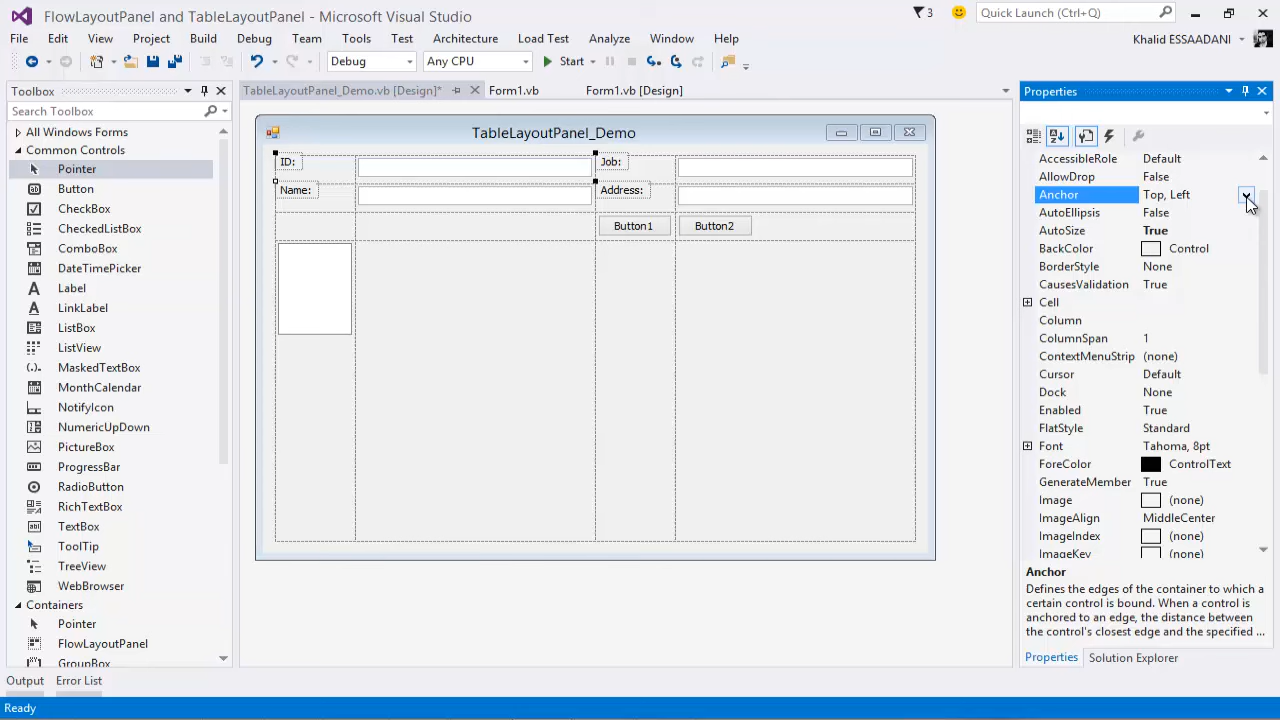 FlowLayoutPanel and TableLayoutPanel - Microsoft Visual Studio
3
Quick Launch (Ctrl+Q)
File Edit View Project Build Debug Team Tools Test Architecture Load Test Analyze Window Help
Khalid ESSAADANI
Debug
Any CPU
Start
Toolbox
Search Toolbox
All Windows Forms
Common Controls
Pointer
Button
CheckBox
CheckedListBox
ComboBox
DateTimePicker
Label
LinkLabel
ListBox
ListView
MaskedTextBox
MonthCalendar
NotifyIcon
NumericUpDown
PictureBox
ProgressBar
RadioButton
RichTextBox
TextBox
ToolTip
TreeView
WebBrowser
Containers
Pointer
FlowLayoutPanel
GroupBox
TableLayoutPanel_Demo.vb [Design]*
Form1.vb
Form1.vb [Design]
TableLayoutPanel_Demo
ID:
Job:
Name:
Address:
Button1
Button2
Properties
AccessibleRole Default
AllowDrop False
Anchor Top, Left
AutoEllipsis False
AutoSize True
BackColor Control
BorderStyle None
CausesValidation True
Cell
Column
ColumnSpan 1
ContextMenuStrip (none)
Cursor Default
Dock None
Enabled True
FlatStyle Standard
Font Tahoma, 8pt
ForeColor ControlText
GenerateMember True
Image (none)
ImageAlign MiddleCenter
ImageIndex (none)
ImageKey (none)
Anchor
Defines the edges of the container to which a
certain control is bound. When a control is
anchored to an edge, the distance between
the control's closest edge and the specified ...
Properties
Solution Explorer
Output
Error List
Ready